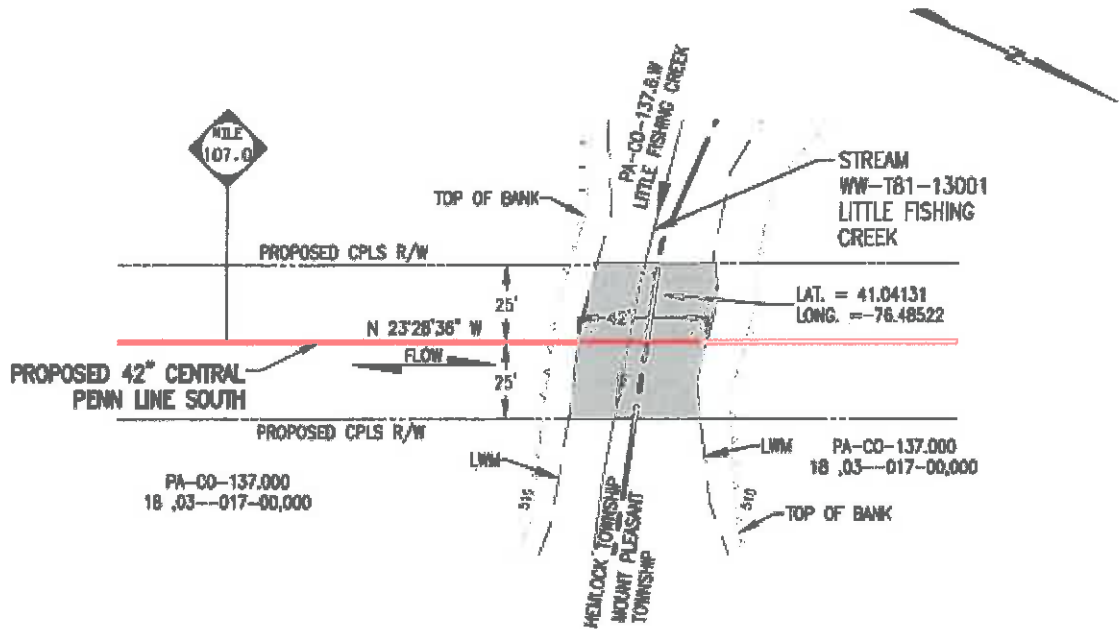 MILE
107.0
PA-CO-137.8.W
LITTLE FISHING CREEK
STREAM
WW-T81-13001
LITTLE FISHING
CREEK
TOP OF BANK
PROPOSED CPLS R/W
25'
42'
LAT. = 41.04131
LONG. =-76.48522
N 23°28'36" W
FLOW
PROPOSED 42" CENTRAL
PENN LINE SOUTH
25'
PROPOSED CPLS R/W
LWM
LWM
PA-CO-137.000
18 ,03--017-00,000
PA-CO-137.000
18 ,03--017-00,000
510
TOP OF BANK
HEMLOCK TOWNSHIP
MOUNT PLEASANT
TOWNSHIP